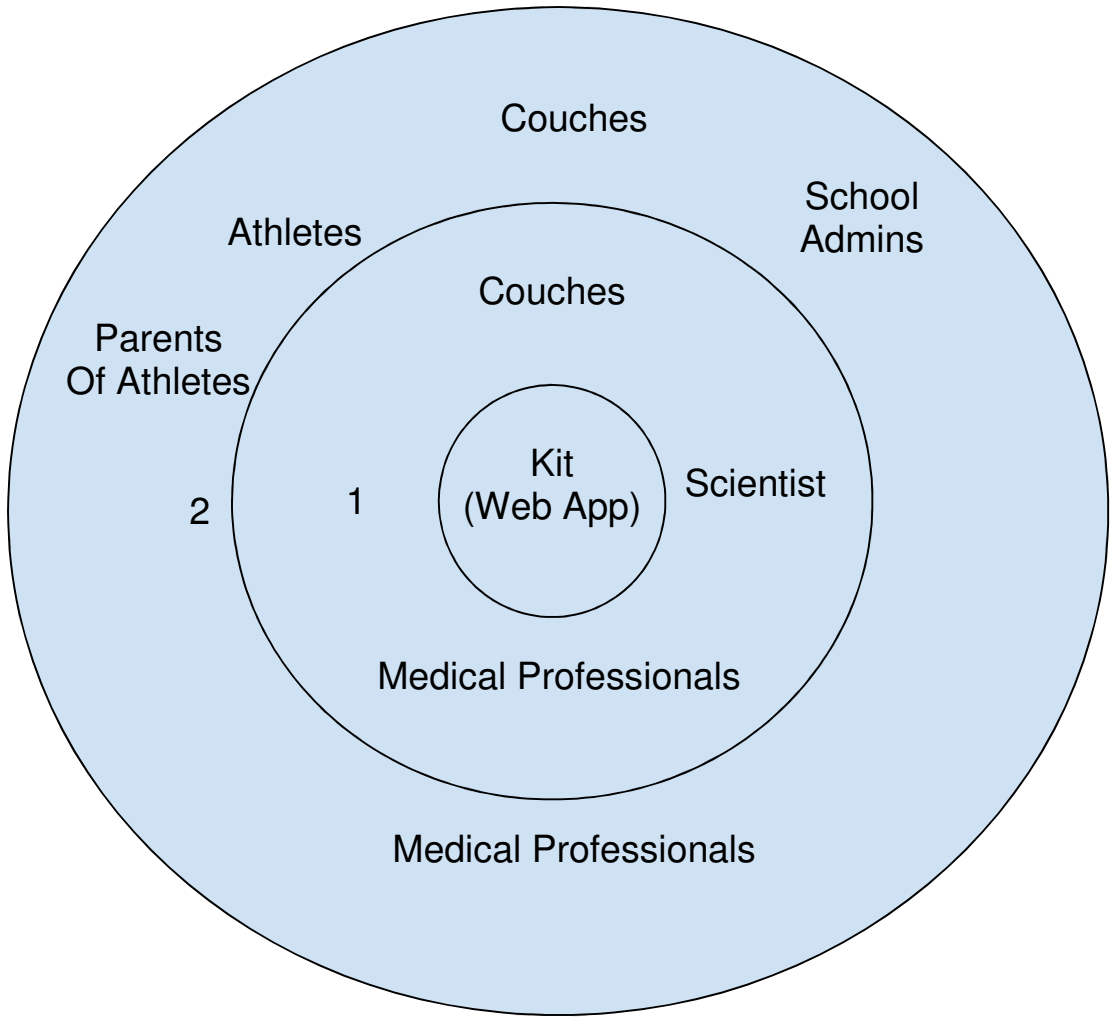 Couches
School
Admins
Athletes
Couches
Parents
Of Athletes
Kit
(Web App)
Scientist
1
2
Medical Professionals
Medical Professionals